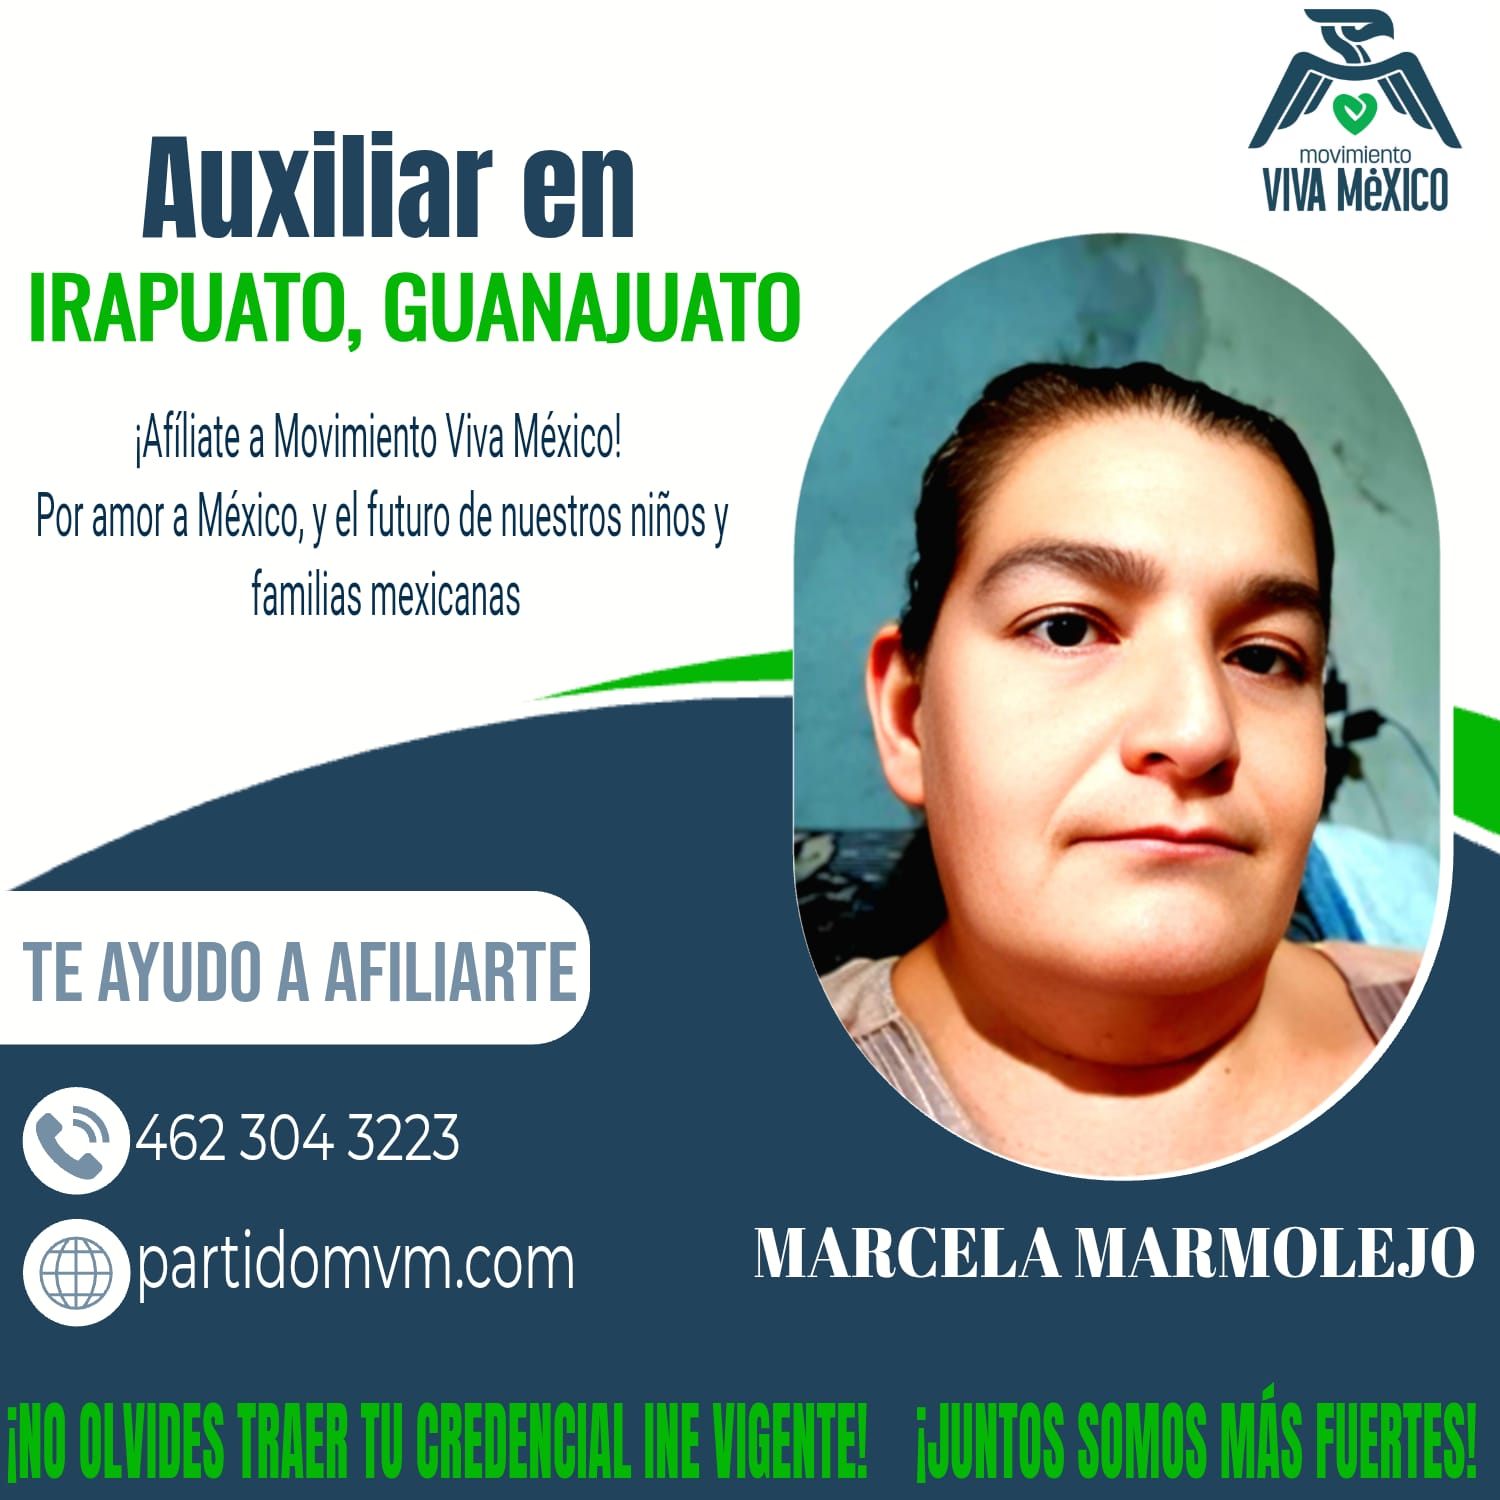 movimiento
VIVA MéXICO
Auxiliar en
IRAPUATO, GUANAJUATO
¡Afíliate a Movimiento Viva México!
Por amor a México, y el futuro de nuestros niños y
familias mexicanas
TE AYUDO A AFILIARTE
462 304 3223
partidomvm.com
MARCELA MARMOLEJO
¡NO OLVIDES TRAER TU CREDENCIAL INE VIGENTE! ¡JUNTOS SOMOS MÁS FUERTES!